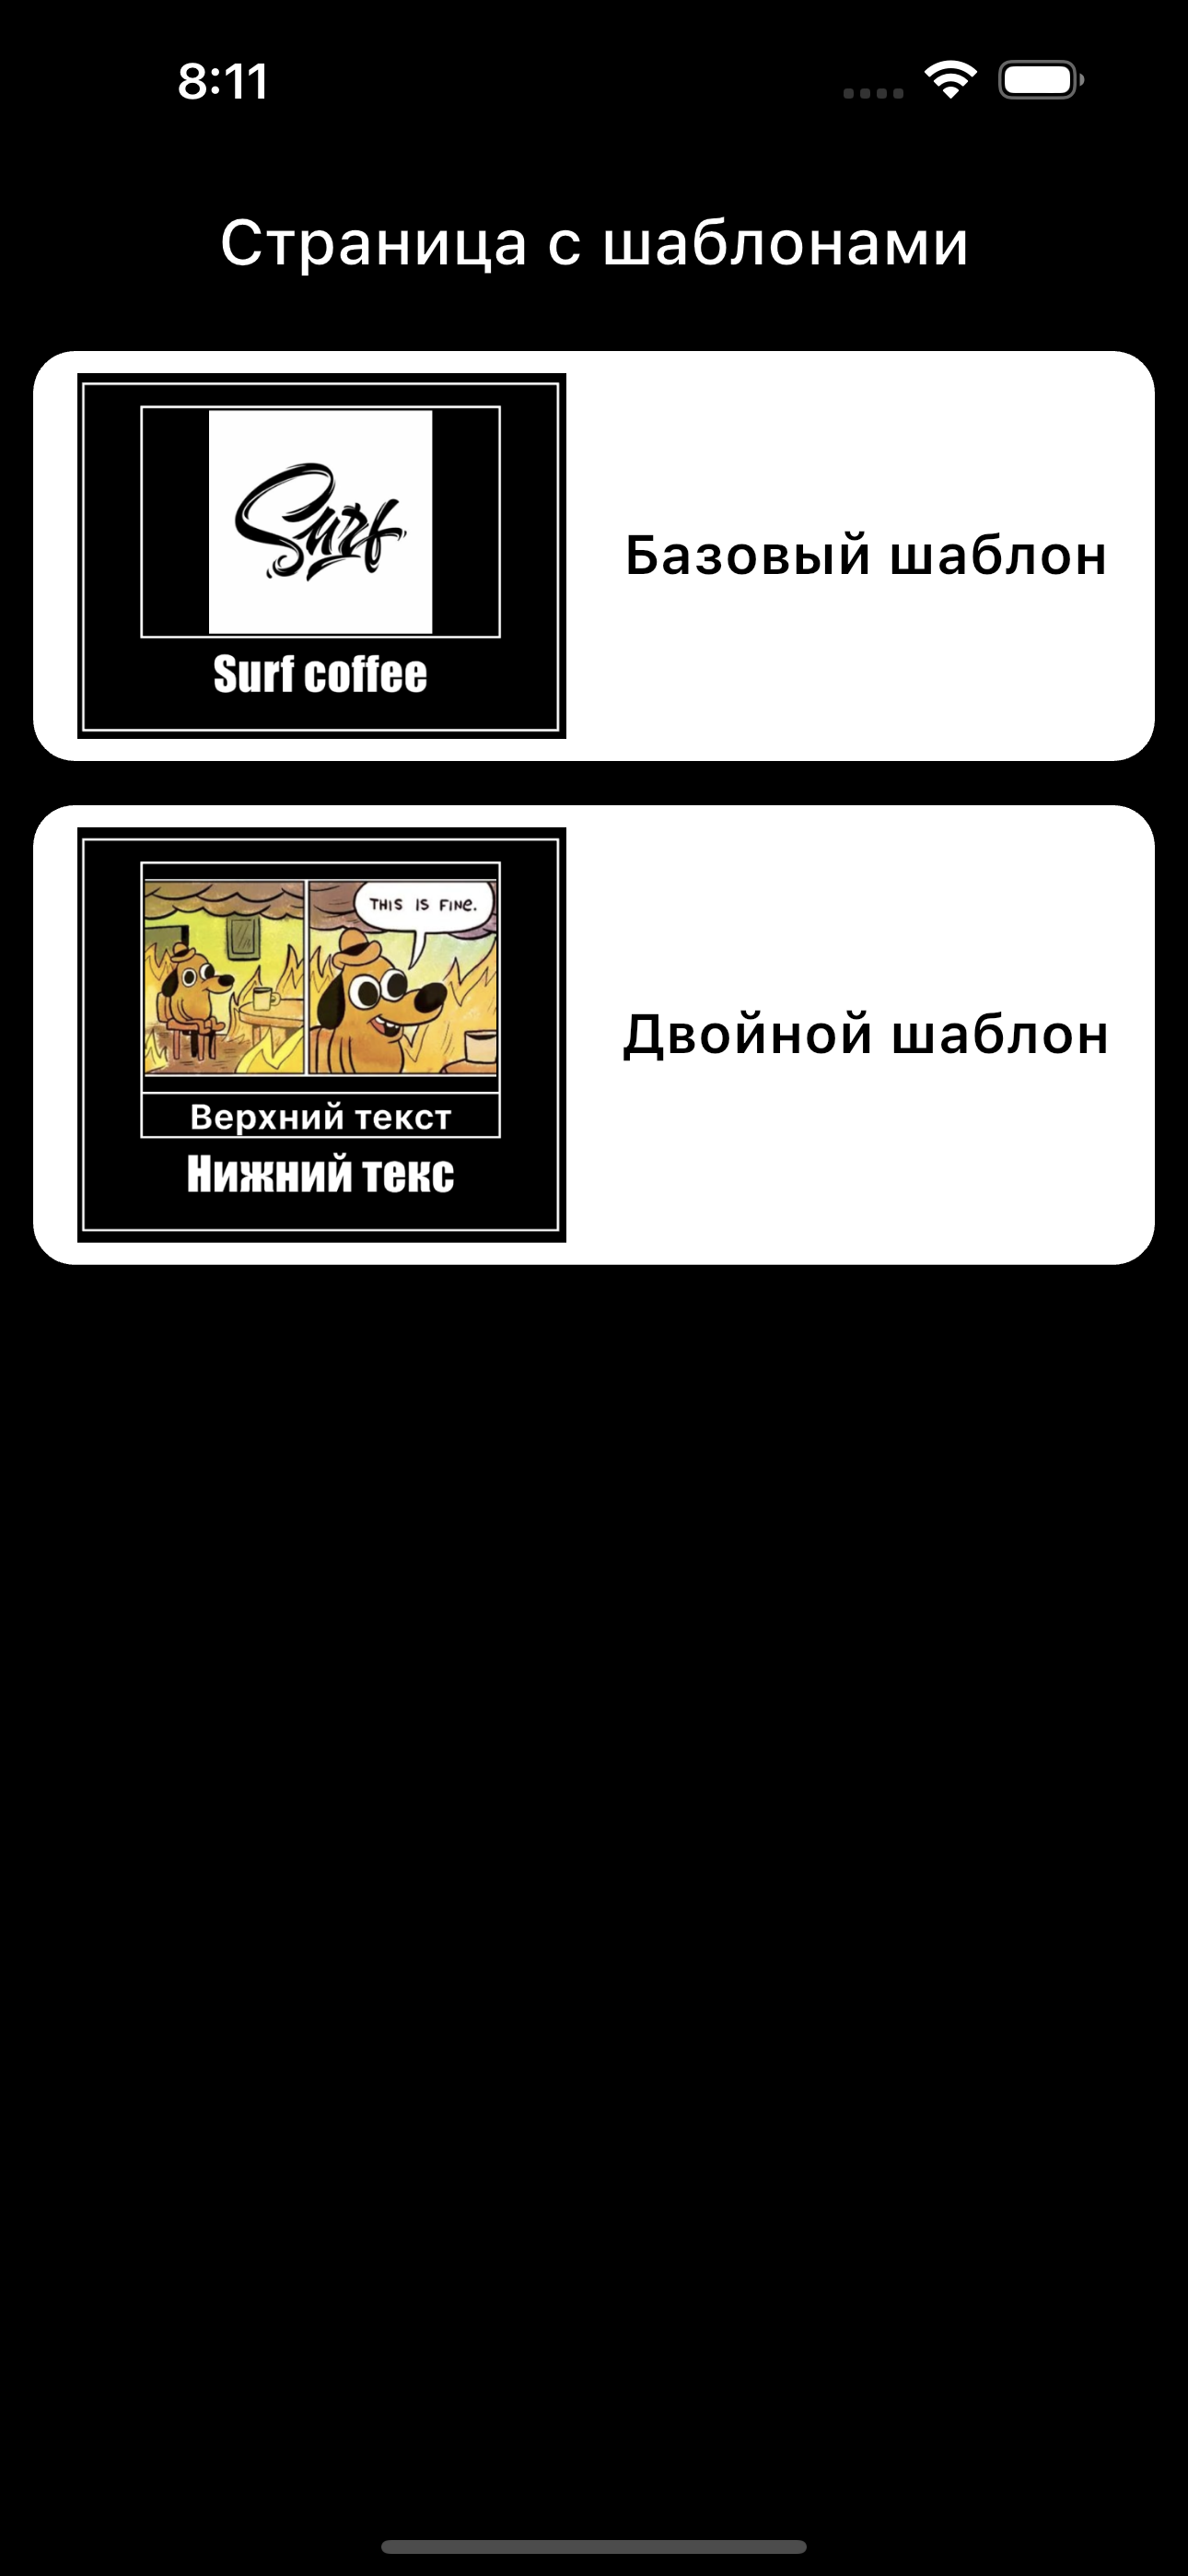 8:11
Страница с шаблонами
Surf
Surf coffee
Базовый шаблон
THIS IS FINE.
Верхний текст
Нижний текс
Двойной шаблон